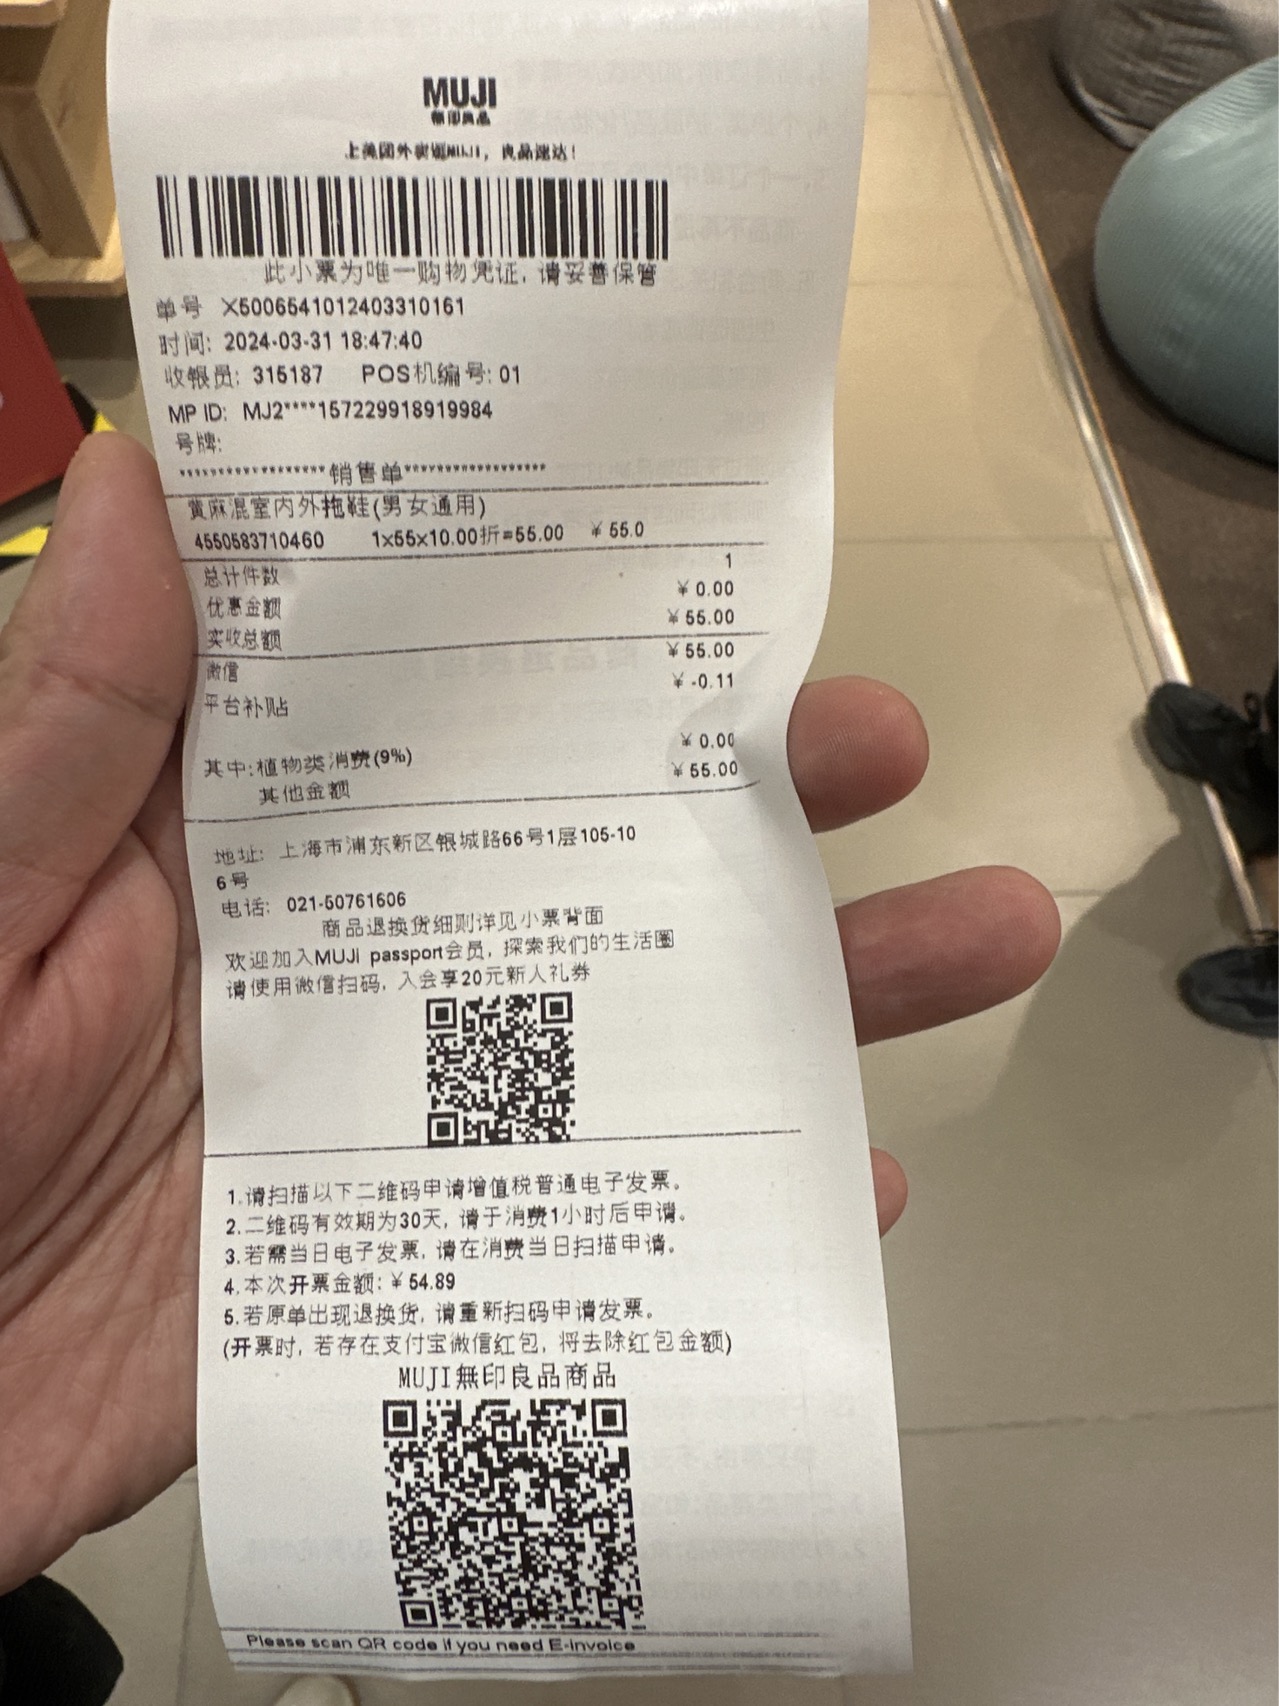 MUJI
無印良品
上美团外卖逛MUJI，良品速达！
此小票为唯一购物凭证, 请妥善保管
单号 X5006541012403310161
时间: 2024-03-31 18:47:40
收银员: 315187 POS机编号: 01
MP ID: MJ2****157229918919984
号牌:
******************销售单******************
黄麻混室内外拖鞋(男女通用)
4550583710460 1x55x10.00折=55.00 ¥ 55.0
总计件数 1
优惠金额 ¥ 0.00
实收总额 ¥ 55.00
微信 ¥ 55.00
平台补贴 ¥ -0.11
其中:植物类消费(9%) ¥ 0.00
其他金额 ¥ 55.00
地址: 上海市浦东新区银城路66号1层105-10
6号
电话: 021-50761606
商品退换货细则详见小票背面
欢迎加入MUJI passport会员, 探索我们的生活圈
请使用微信扫码, 入会享20元新人礼券
1.请扫描以下二维码申请增值税普通电子发票。
2.二维码有效期为30天, 请于消费1小时后申请。
3.若需当日电子发票, 请在消费当日扫描申请。
4.本次开票金额: ¥ 54.89
5.若原单出现退换货, 请重新扫码申请发票。
(开票时, 若存在支付宝微信红包, 将去除红包金额)
MUJI無印良品商品
Please scan QR code if you need E-invoice